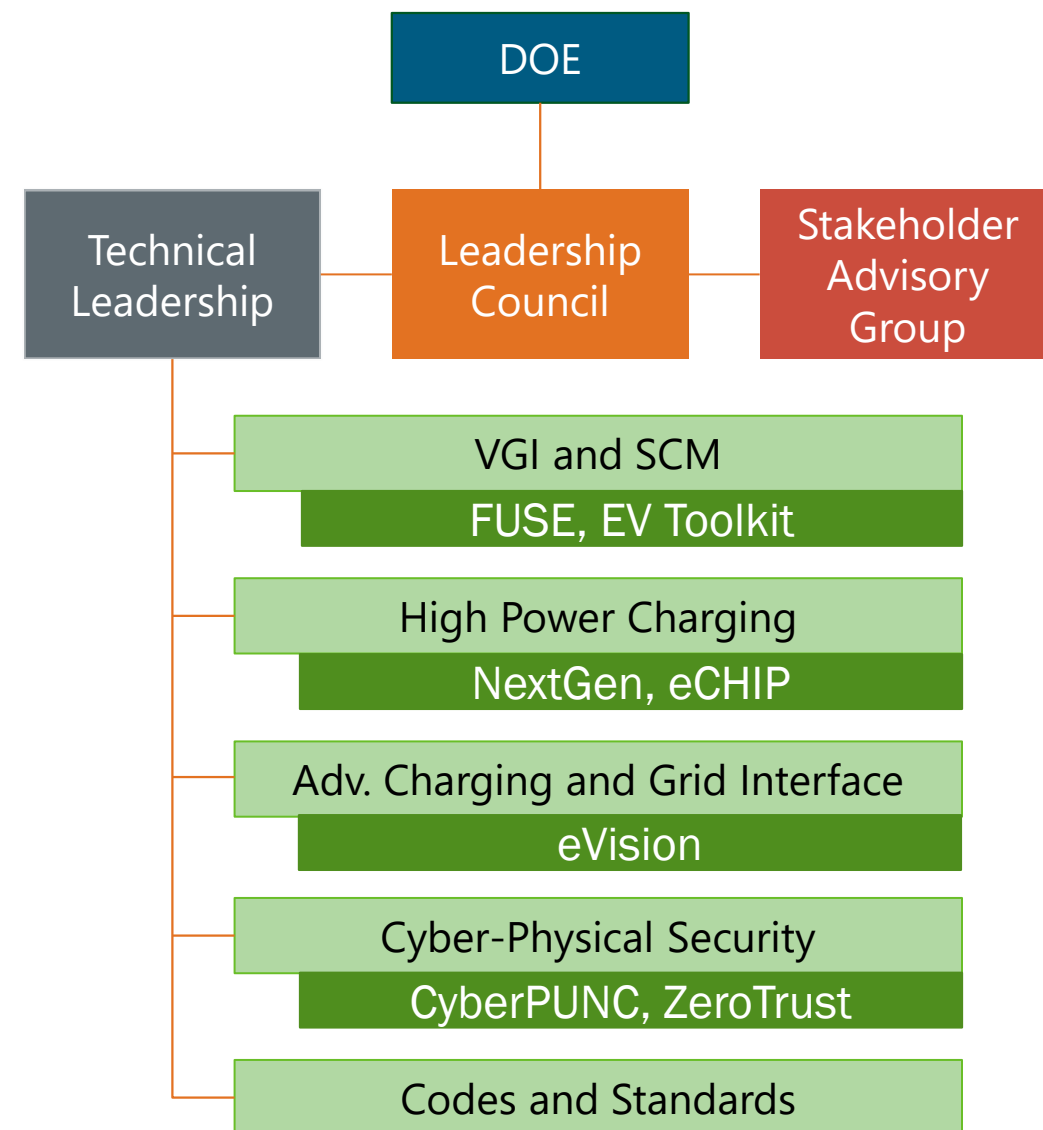 DOE
Technical
Leadership
Leadership
Council
Stakeholder
Advisory
Group
VGI and SCM
FUSE, EV Toolkit
High Power Charging
NextGen, eCHIP
Adv. Charging and Grid Interface
eVision
Cyber-Physical Security
CyberPUNC, ZeroTrust
Codes and Standards